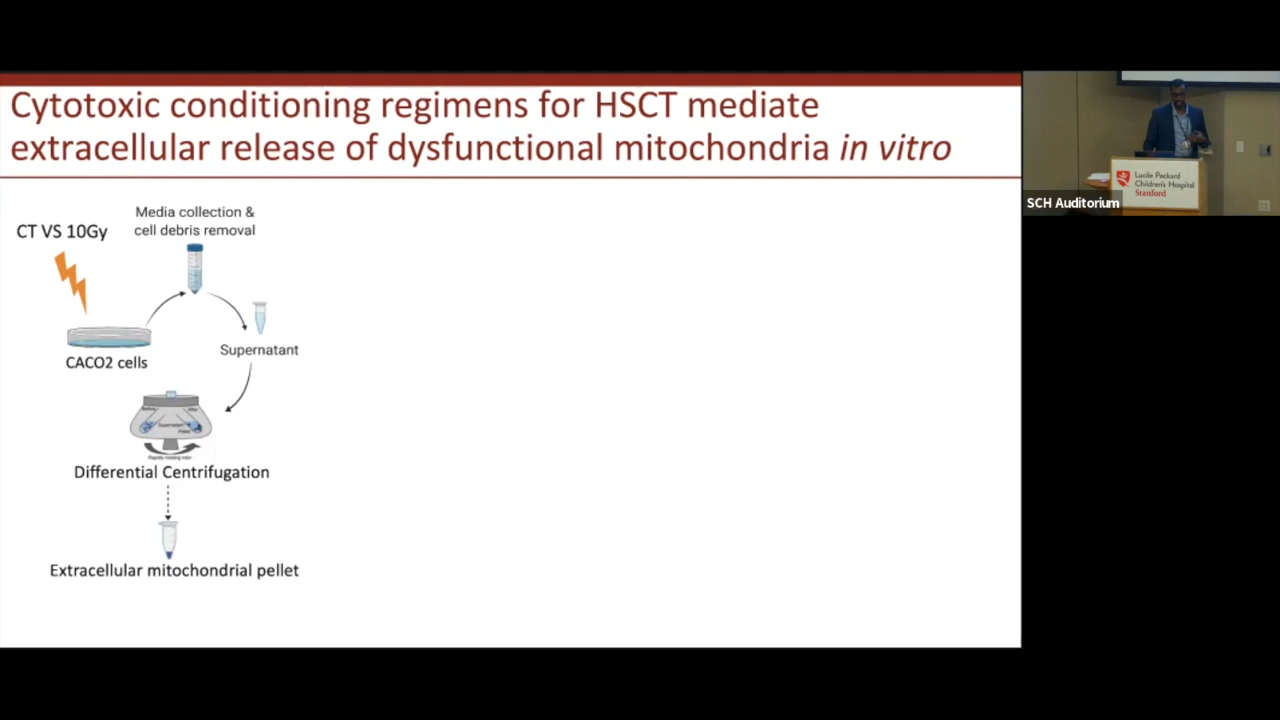 Cytotoxic conditioning regimens for HSCT mediate
extracellular release of dysfunctional mitochondria in vitro
CT VS 10Gy
Media collection &
cell debris removal
CACO2 cells
Supernatant
Differential Centrifugation
Extracellular mitochondrial pellet
Lucile Packard
Children's Hospital
Stanford
SCH Auditorium